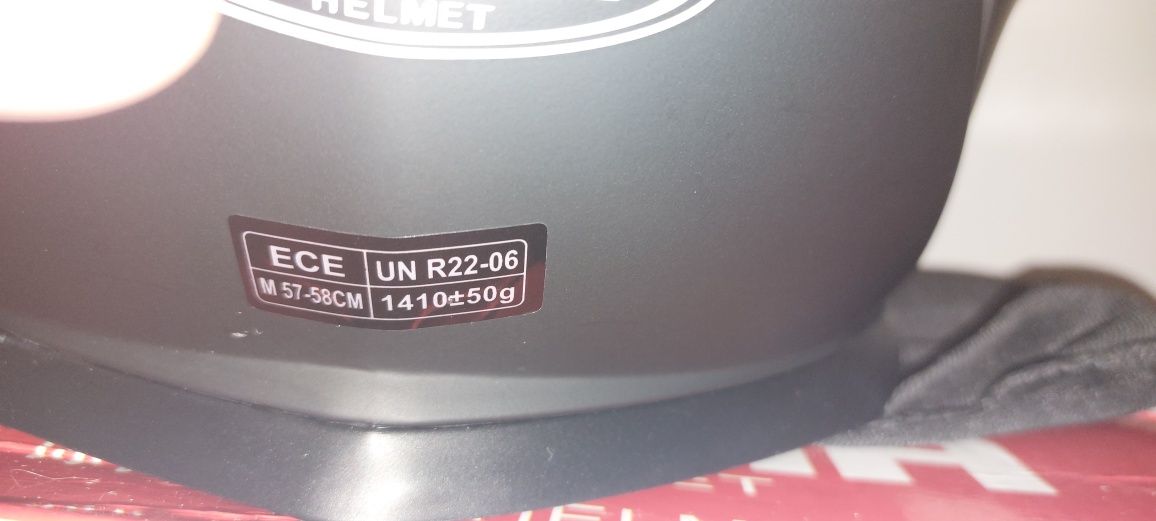 HELMET
ECE UN R22-06
M 57-58CM 1410±50g